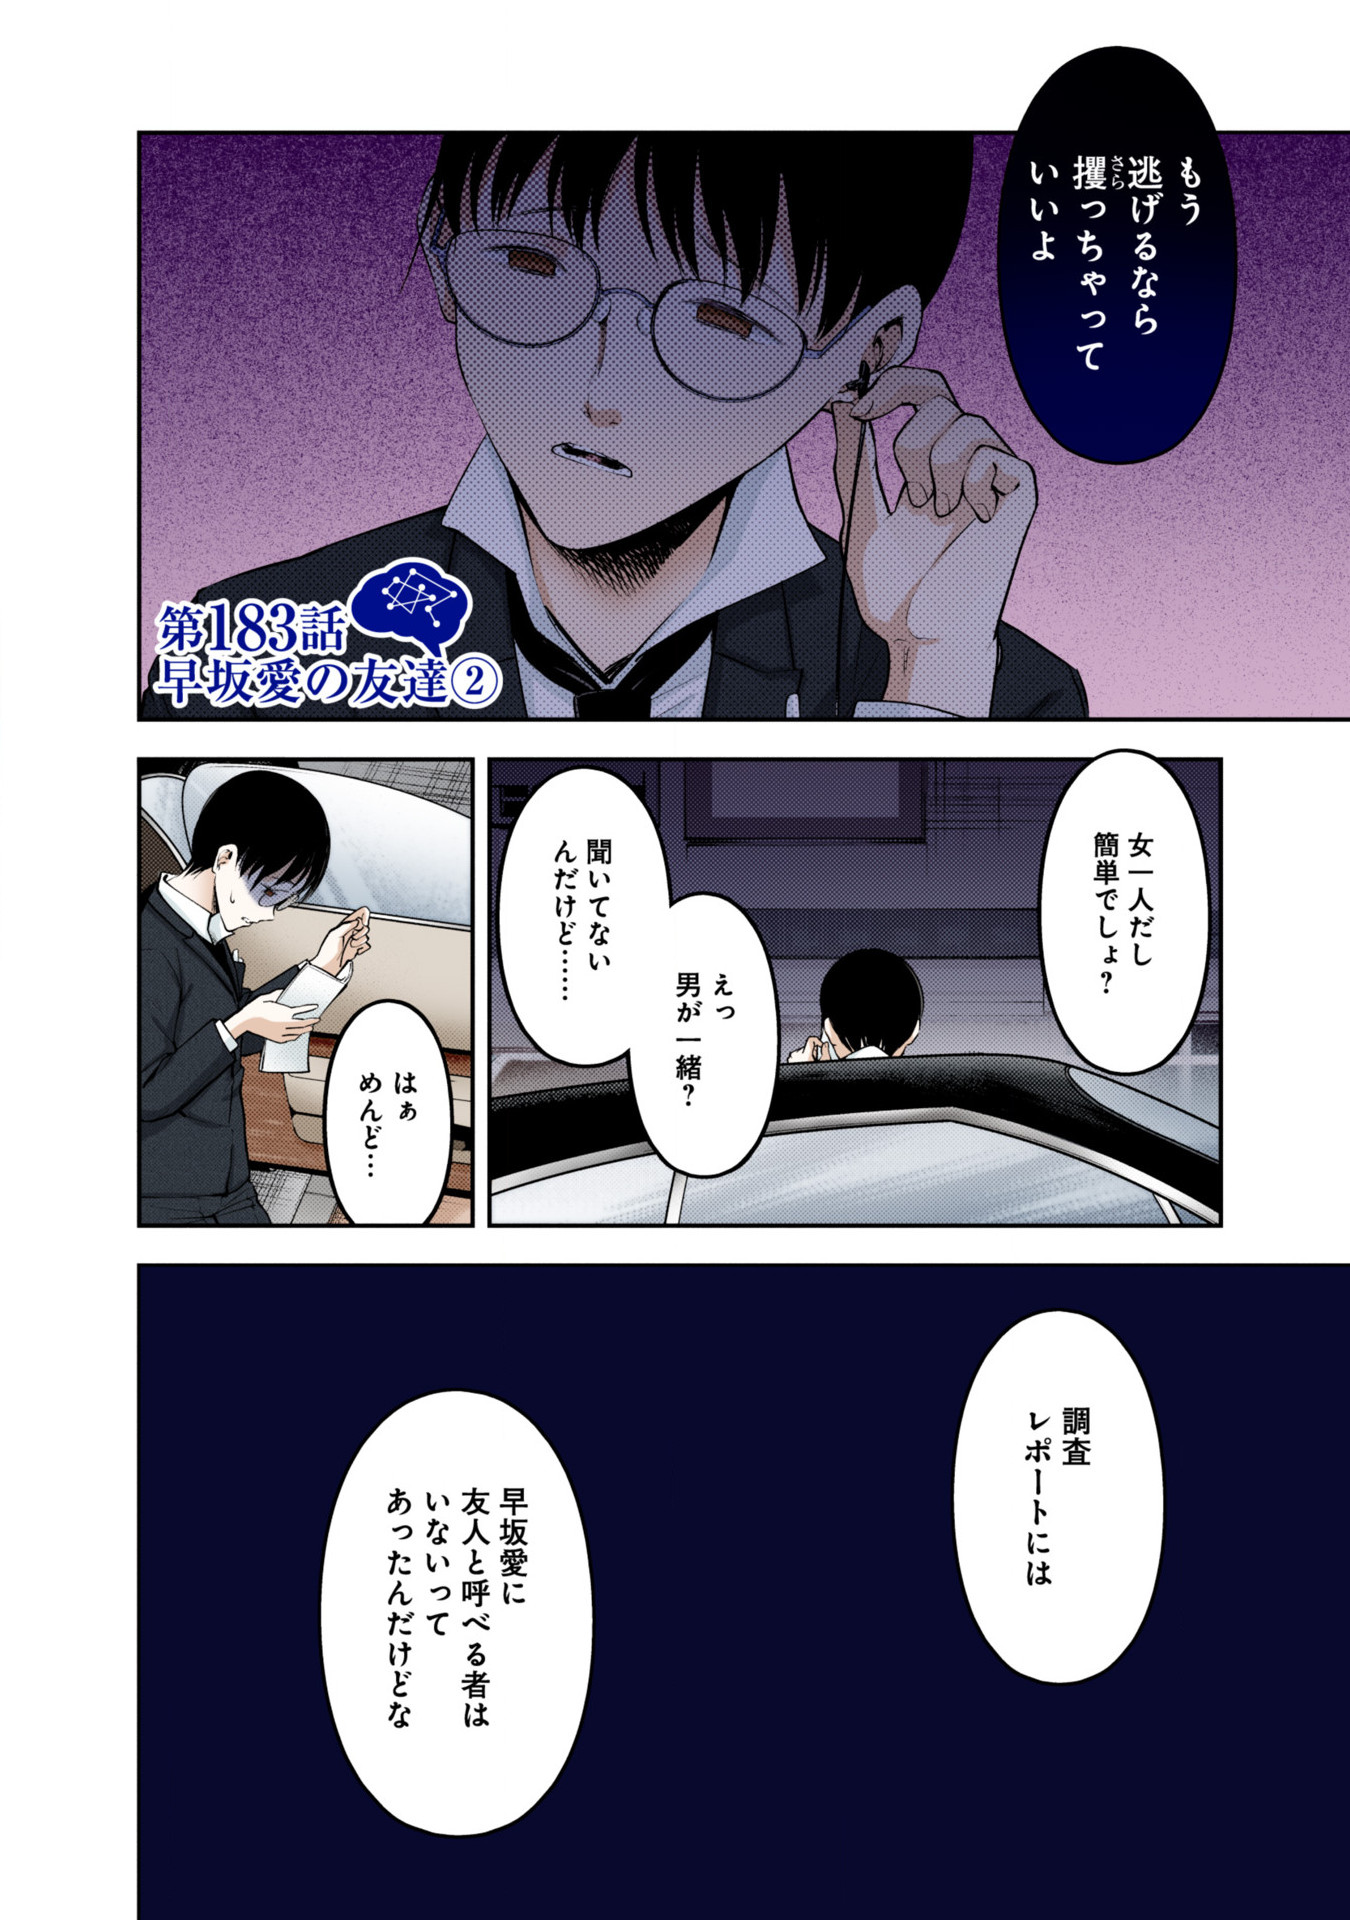 もう
逃げるなら
攫っちゃって
さら
いいよ
第183話
早坂愛の友達②
女一人だし
簡単でしょ?
えっ
男が一緒?
聞いてない
んだけど……
はぁ
めんど…
調査
レポートには
早坂愛に
友人と呼べる者は
いないって
あったんだけどな